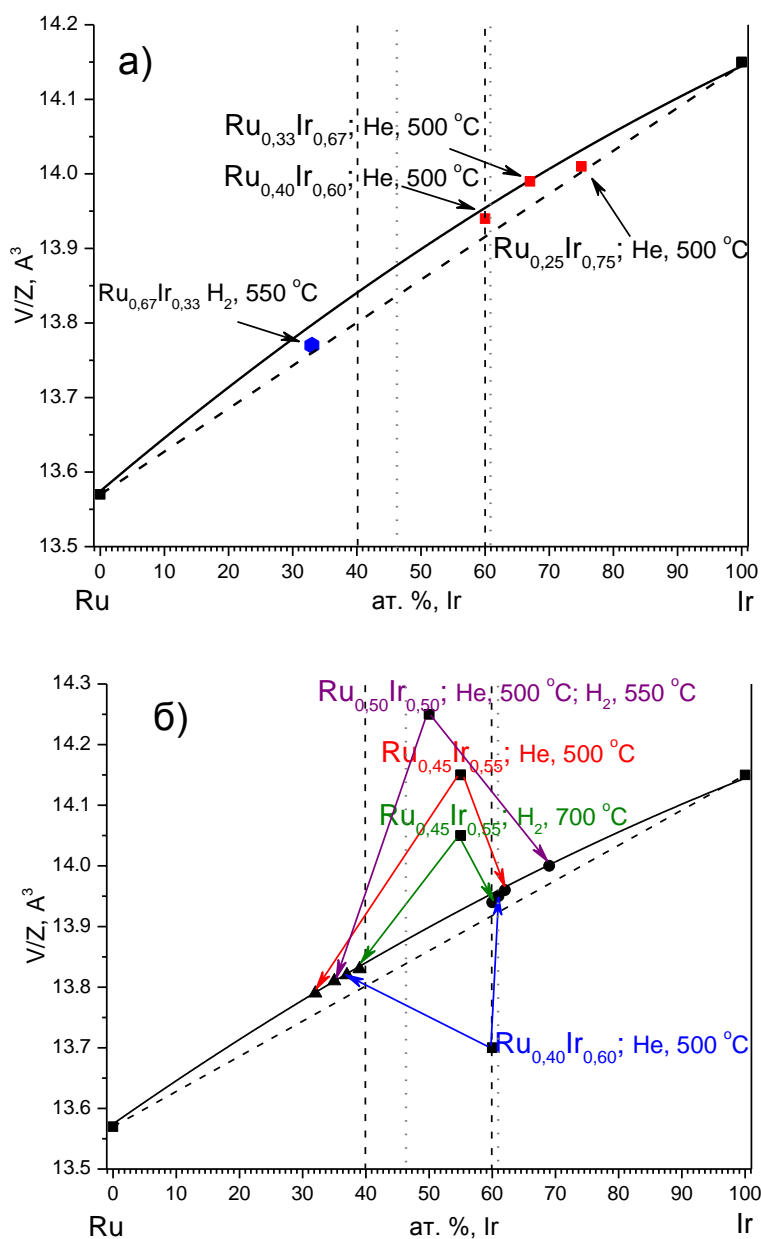 14.2
а)
14.1
Ru0,33Ir0,67; He, 500 °C
14.0
Ru0,40Ir0,60; He, 500 °C
13.9
Ru0,25Ir0,75; He, 500 °C
V/Z, A3
Ru0,67Ir0,33 H2, 550 °C
13.8
13.7
13.6
13.5
0 10 20 30 40 50 60 70 80 90 100
Ru ат. %, Ir Ir
14.3
б)
Ru0,50Ir0,50; He, 500 °C; H2, 550 °C
14.2
Ru0,45Ir0,55; He, 500 °C
14.1
Ru0,45Ir0,55; H2, 700 °C
14.0
13.9
V/Z, A3
13.8
13.7
Ru0,40Ir0,60; He, 500 °C
13.6
13.5
0 10 20 30 40 50 60 70 80 90 100
Ru ат. %, Ir Ir